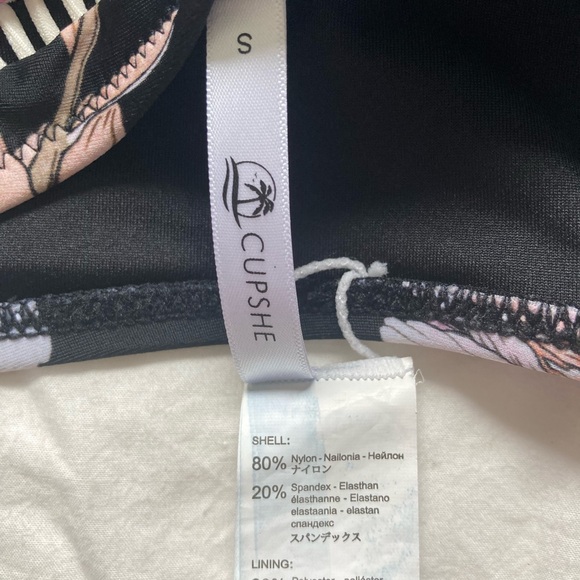 S
CUPSHE
SHELL:
80% Nylon - Nailonia - Нейлон
ナイロン
20% Spandex - Elasthan
élasthanne - Elastano
elastaania - elastan
спандекс
スパンデックス
LINING: